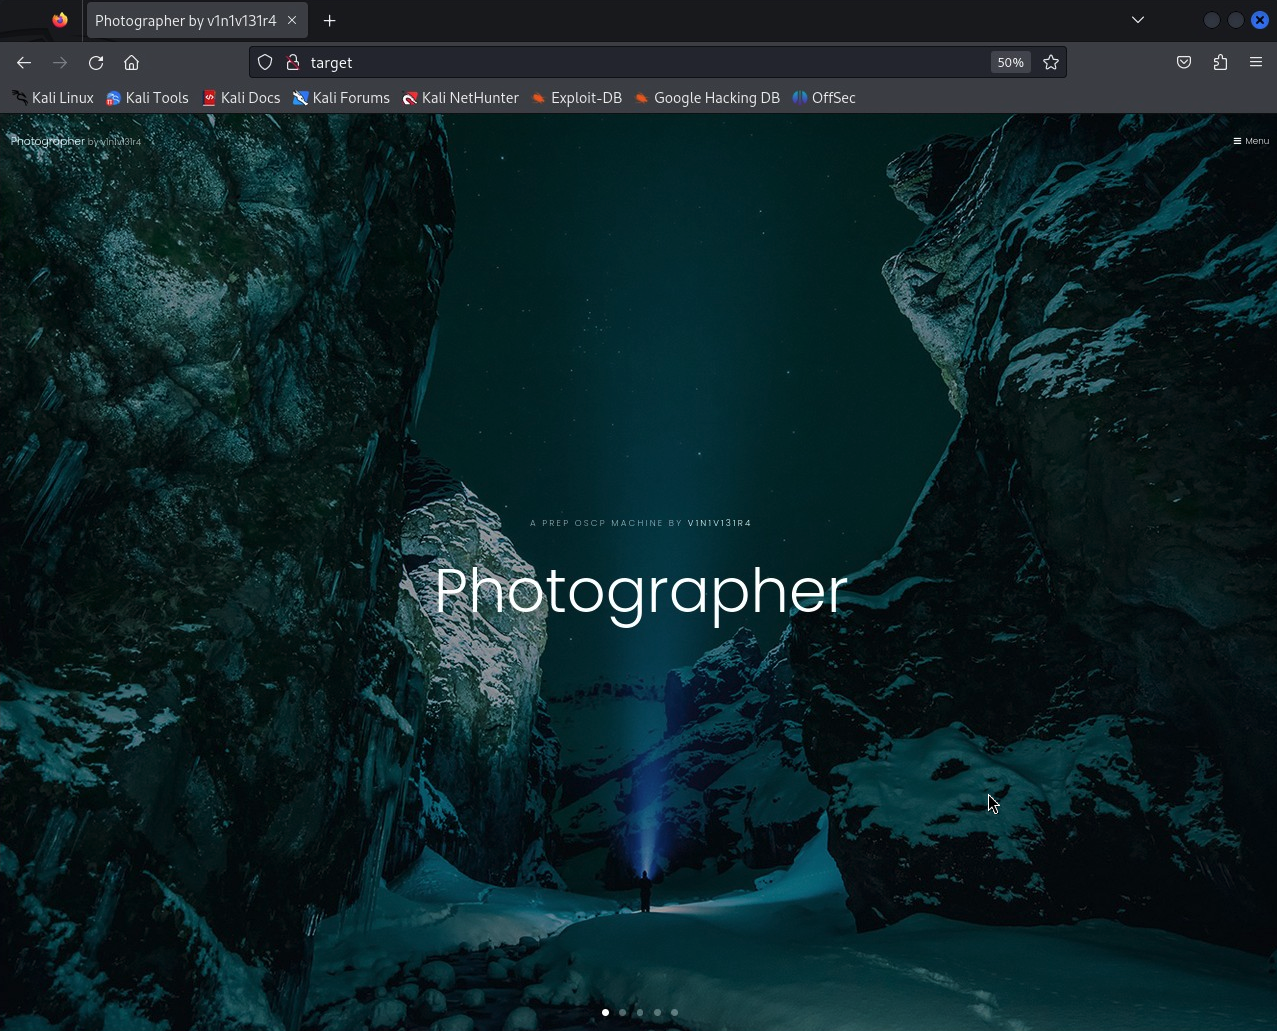 Photographer by v1n1v131r4
target
50%
Kali Linux Kali Tools Kali Docs Kali Forums Kali NetHunter Exploit-DB Google Hacking DB OffSec
Photographer by v1n1v131r4
Menu
A PREP OSCP MACHINE BY V1N1V131R4
Photographer